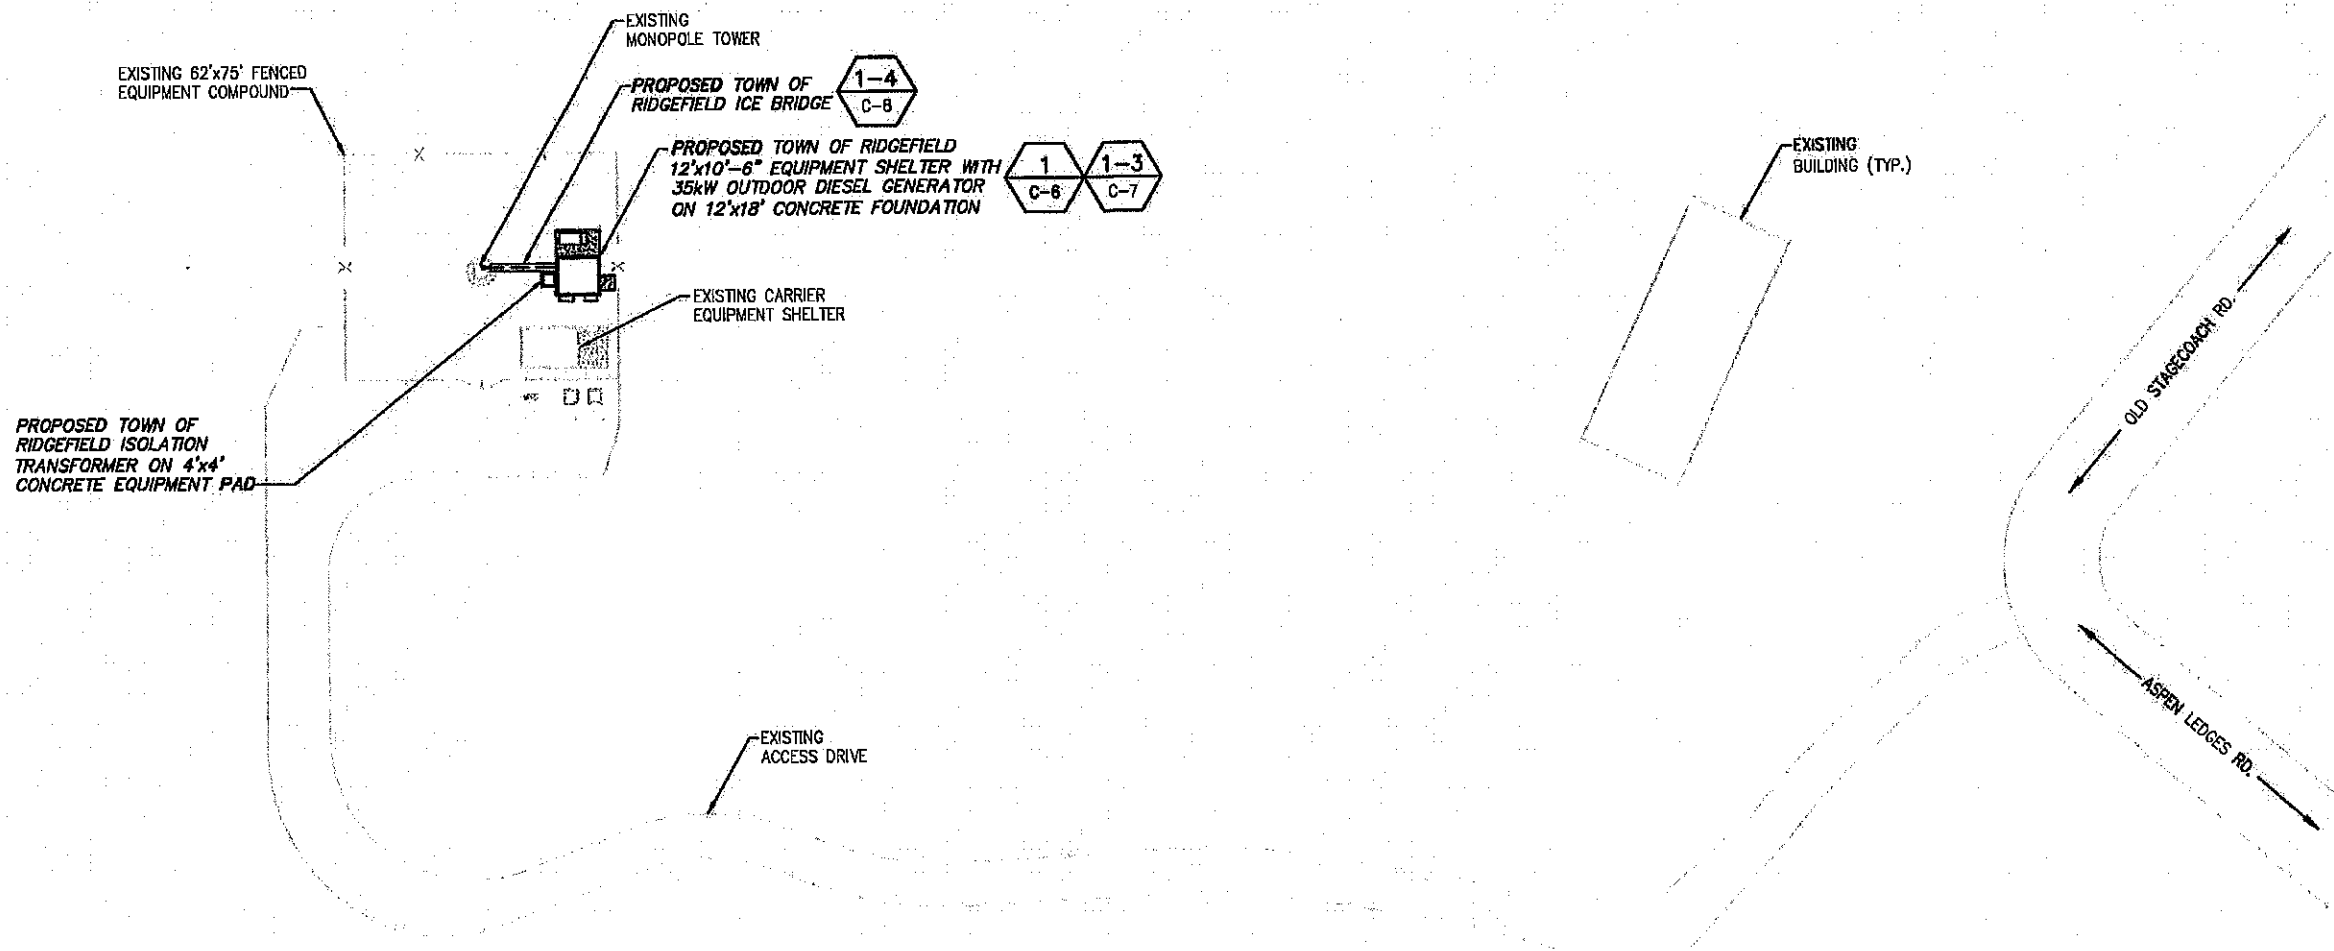 EXISTING
MONOPOLE TOWER
EXISTING 62'x75' FENCED
EQUIPMENT COMPOUND
PROPOSED TOWN OF
RIDGEFIELD ICE BRIDGE
1-4
C-6
PROPOSED TOWN OF RIDGEFIELD
12'x10'-6" EQUIPMENT SHELTER WITH
35kW OUTDOOR DIESEL GENERATOR
ON 12'x18' CONCRETE FOUNDATION
1
C-6
1-3
C-7
EXISTING
BUILDING (TYP.)
EXISTING CARRIER
EQUIPMENT SHELTER
OLD STAGECOACH RD.
PROPOSED TOWN OF
RIDGEFIELD ISOLATION
TRANSFORMER ON 4'x4'
CONCRETE EQUIPMENT PAD
ASPEN LEDGES RD.
EXISTING
ACCESS DRIVE